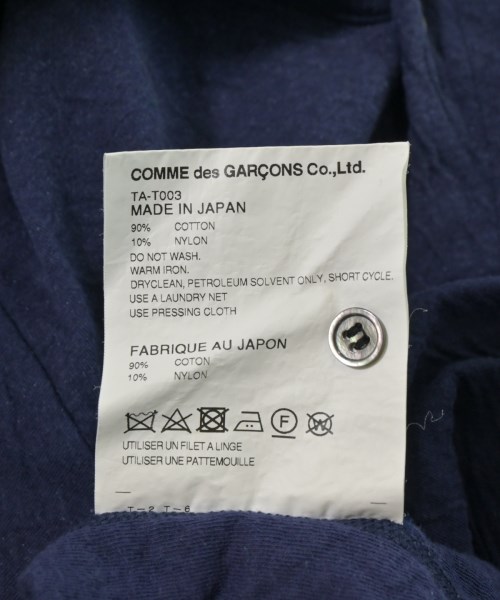 COMME des GARÇONS Co.,Ltd.
TA-T003
MADE IN JAPAN
90% COTTON
10% NYLON
DO NOT WASH.
WARM IRON.
DRYCLEAN, PETROLEUM SOLVENT ONLY, SHORT CYCLE.
USE A LAUNDRY NET
USE PRESSING CLOTH
FABRIQUE AU JAPON
90% COTON
10% NYLON
F W
UTILISER UN FILET A LINGE
UTILISER UNE PATTEMOUILLE
T-2 T-6